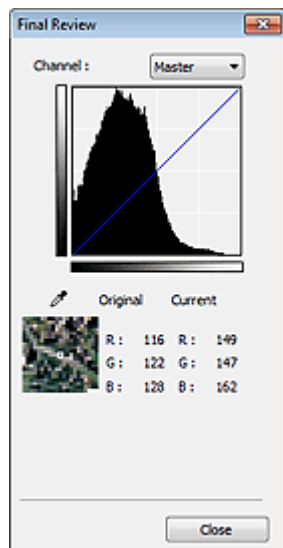 Final Review
Channel : Master
Original Current
R : 116 R : 149
G : 122 G : 147
B : 128 B : 162
Close